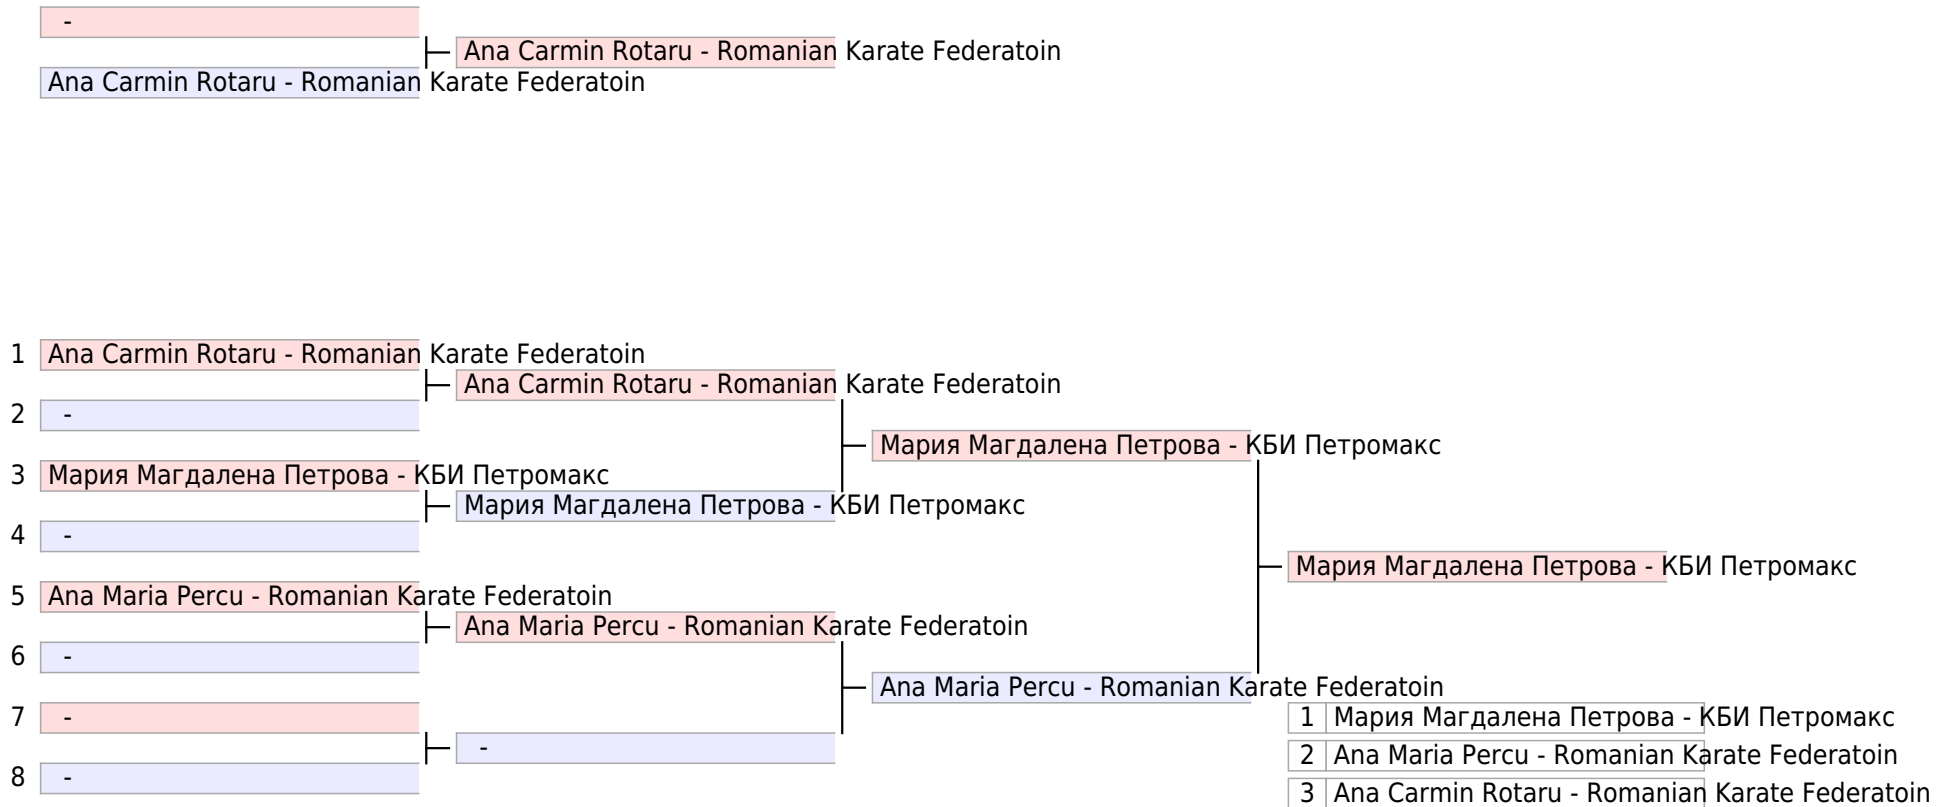 -
Ana Carmin Rotaru - Romanian Karate Federatoin
Ana Carmin Rotaru - Romanian Karate Federatoin
1 Ana Carmin Rotaru - Romanian Karate Federatoin
Ana Carmin Rotaru - Romanian Karate Federatoin
2 -
Мария Магдалена Петрова - КБИ Петромакс
3 Мария Магдалена Петрова - КБИ Петромакс
Мария Магдалена Петрова - КБИ Петромакс
4 -
Мария Магдалена Петрова - КБИ Петромакс
5 Ana Maria Percu - Romanian Karate Federatoin
Ana Maria Percu - Romanian Karate Federatoin
6 -
Ana Maria Percu - Romanian Karate Federatoin
7 -
1 Мария Магдалена Петрова - КБИ Петромакс
-
2 Ana Maria Percu - Romanian Karate Federatoin
8 -
3 Ana Carmin Rotaru - Romanian Karate Federatoin